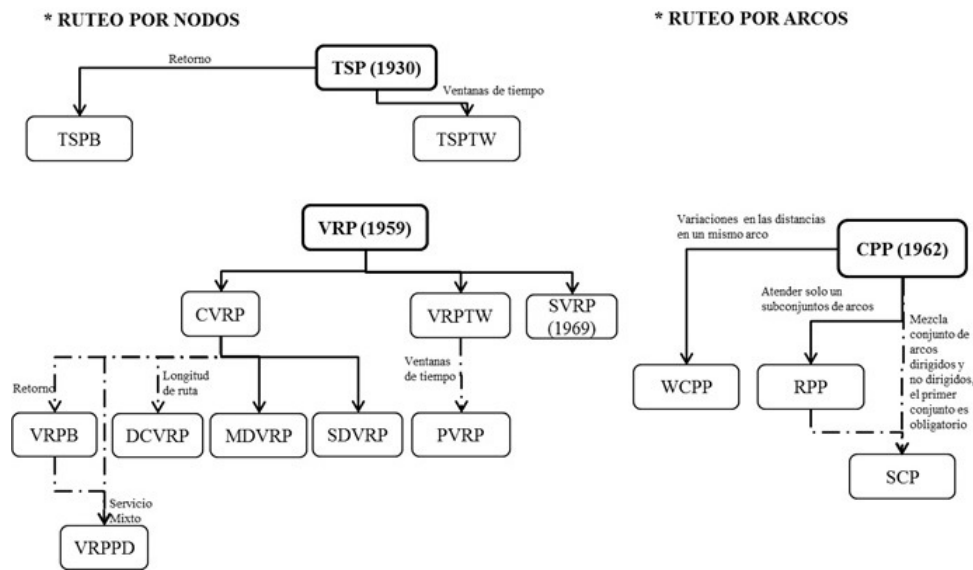 * RUTEO POR NODOS
* RUTEO POR ARCOS
Retorno
TSP (1930)
Ventanas de tiempo
TSPB
TSPTW
VRP (1959)
Variaciones en las distancias
en un mismo arco
CPP (1962)
CVRP
VRPTW
SVRP
(1969)
Atender solo un
subconjuntos de arcos
Mezcla
conjunto de
arcos
dirigidos y
no dirigidos,
el primer
conjunto es
obligatorio
Retorno
Longitud
de ruta
Ventanas
de tiempo
WCPP
RPP
VRPB
DCVRP
MDVRP
SDVRP
PVRP
SCP
Servicio
Mixto
VRPPD